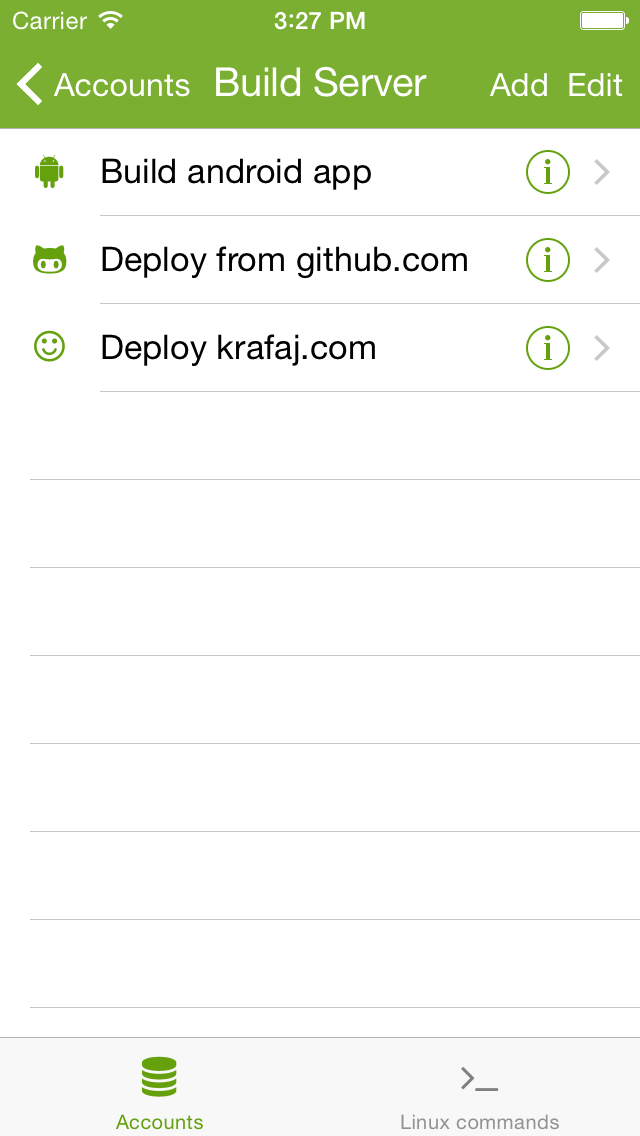 Carrier 3:27 PM
Accounts Build Server Add Edit
Build android app
Deploy from github.com
Deploy krafaj.com
Accounts Linux commands